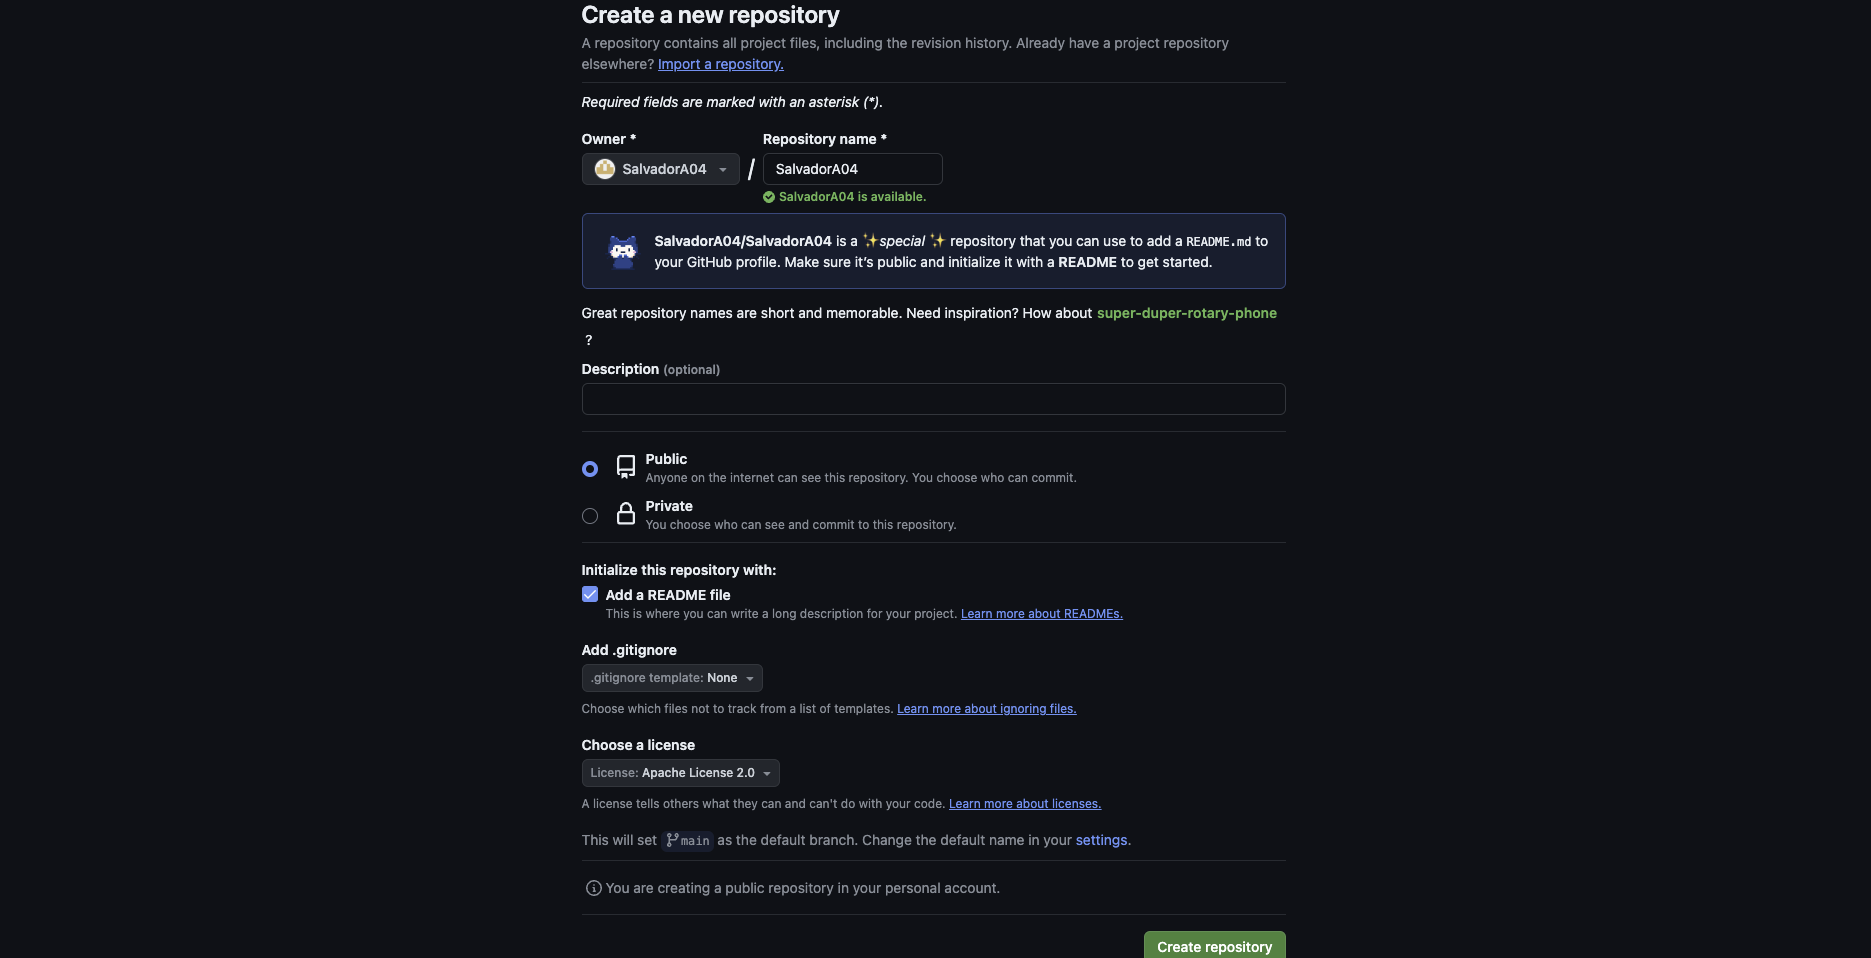 Create a new repository
A repository contains all project files, including the revision history. Already have a project repository
elsewhere? Import a repository.
Required fields are marked with an asterisk (*).
Owner *
Repository name *
SalvadorA04
/
SalvadorA04
SalvadorA04 is available.
SalvadorA04/SalvadorA04 is a ✨special ✨ repository that you can use to add a README.md to
your GitHub profile. Make sure it’s public and initialize it with a README to get started.
Great repository names are short and memorable. Need inspiration? How about super-duper-rotary-phone
?
Description (optional)
Public
Anyone on the internet can see this repository. You choose who can commit.
Private
You choose who can see and commit to this repository.
Initialize this repository with:
Add a README file
This is where you can write a long description for your project. Learn more about READMEs.
Add .gitignore
.gitignore template: None
Choose which files not to track from a list of templates. Learn more about ignoring files.
Choose a license
License: Apache License 2.0
A license tells others what they can and can't do with your code. Learn more about licenses.
This will set main as the default branch. Change the default name in your settings.
You are creating a public repository in your personal account.
Create repository